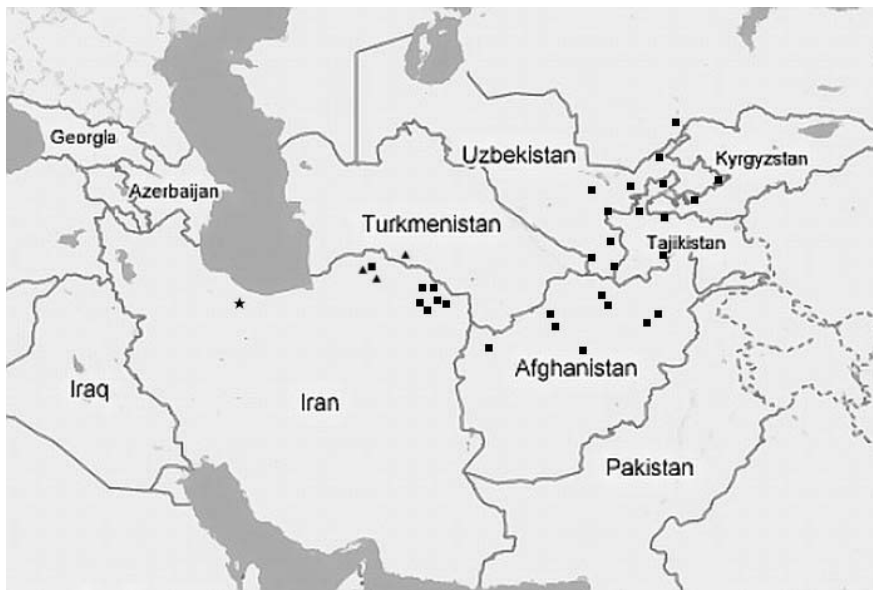 Georgia
Uzbekistan
Kyrgyzstan
Azerbaijan
Turkmenistan
Tajikistan
Iraq
Iran
Afghanistan
Pakistan